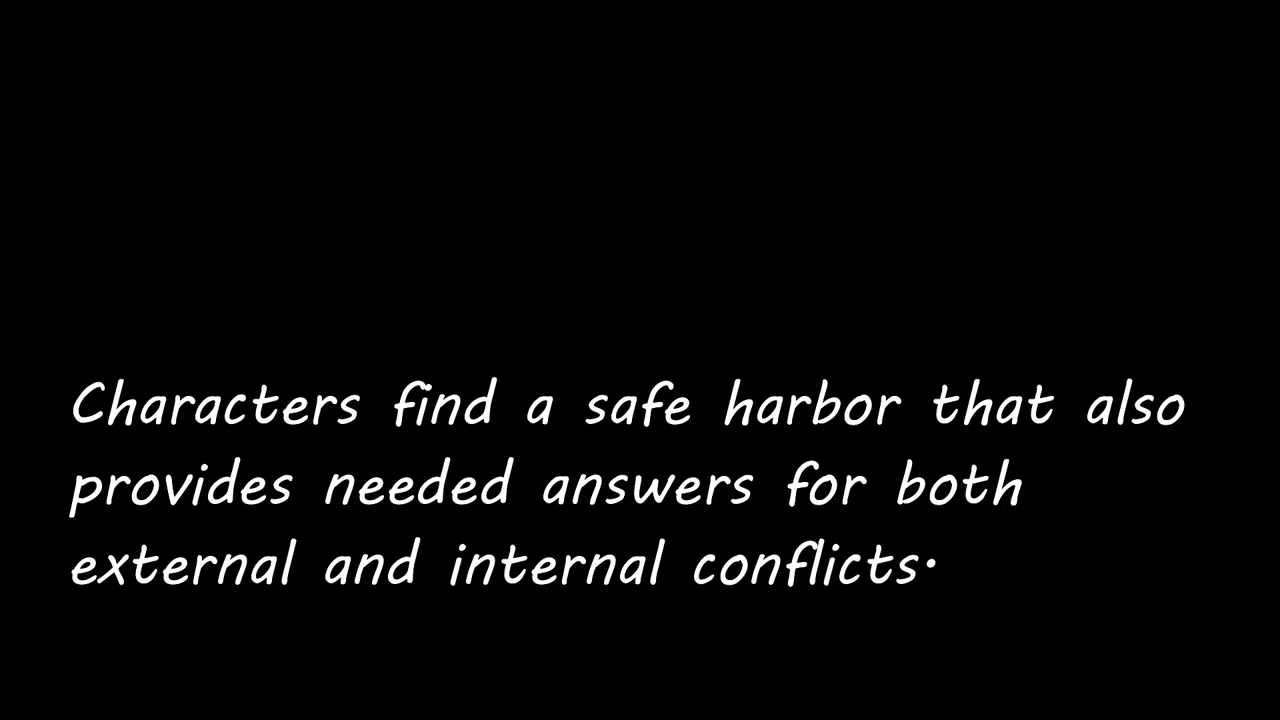 Characters find a safe harbor that also
provides needed answers for both
external and internal conflicts.